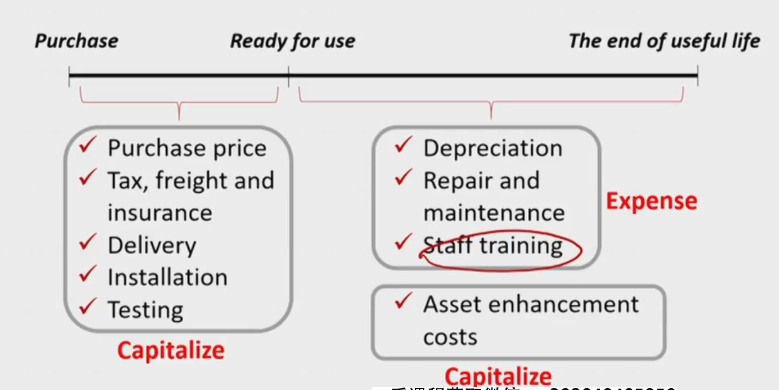 Purchase
Ready for use
The end of useful life
Purchase price
Tax, freight and
insurance
Delivery
Installation
Testing
Capitalize
Depreciation
Repair and
maintenance
Staff training
Expense
Asset enhancement
costs
Capitalize